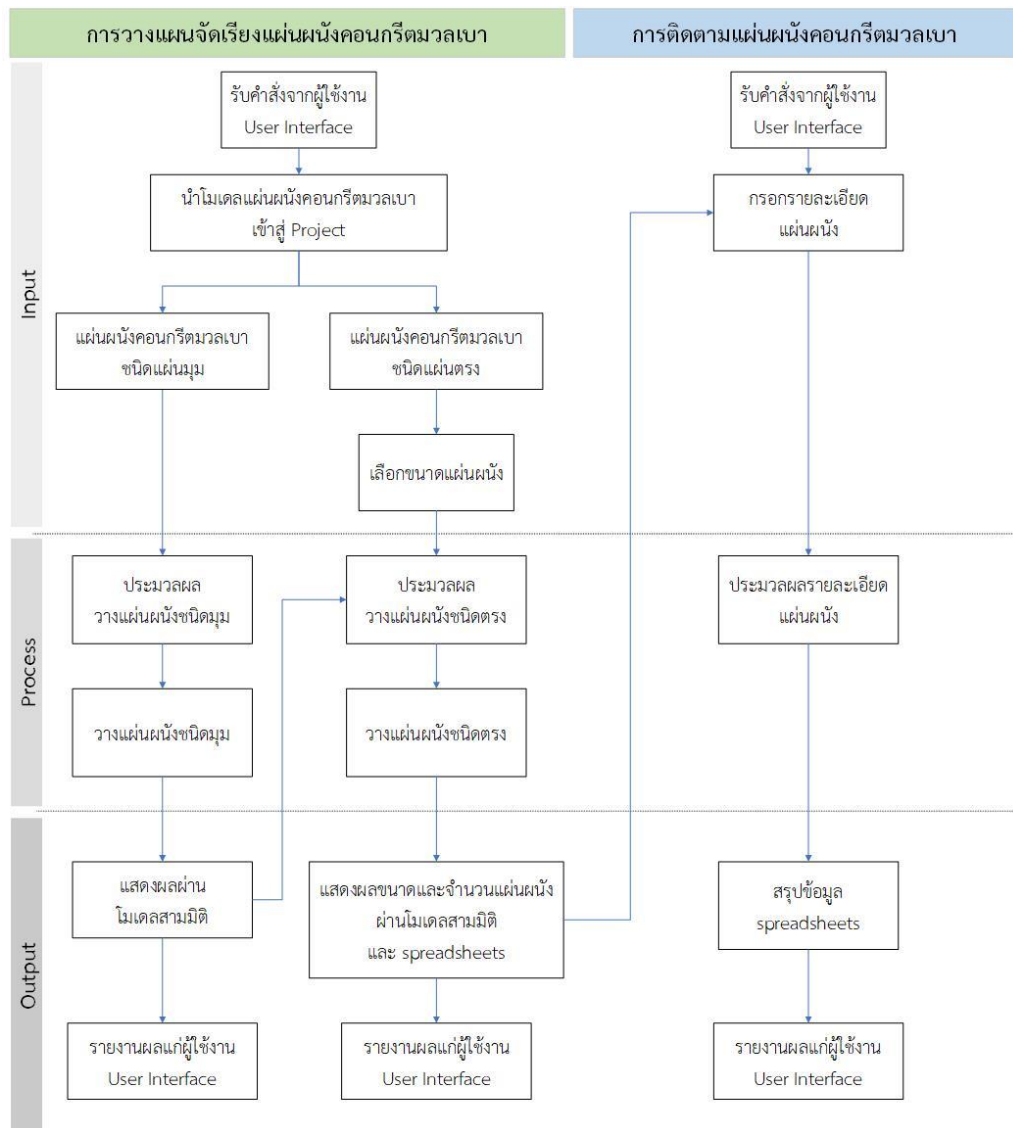 การวางแผนจัดเรียงแผ่นผนังคอนกรีตมวลเบา
การติดตามแผ่นผนังคอนกรีตมวลเบา
Input
รับคำสั่งจากผู้ใช้งาน
User Interface
รับคำสั่งจากผู้ใช้งาน
User Interface
นำโมเดลแผ่นผนังคอนกรีตมวลเบา
เข้าสู่ Project
กรอกรายละเอียด
แผ่นผนัง
แผ่นผนังคอนกรีตมวลเบา
ชนิดแผ่นมุม
แผ่นผนังคอนกรีตมวลเบา
ชนิดแผ่นตรง
เลือกขนาดแผ่นผนัง
Process
ประมวลผล
วางแผ่นผนังชนิดมุม
ประมวลผล
วางแผ่นผนังชนิดตรง
ประมวลผลรายละเอียด
แผ่นผนัง
วางแผ่นผนังชนิดมุม
วางแผ่นผนังชนิดตรง
Output
แสดงผลผ่าน
โมเดลสามมิติ
แสดงผลขนาดและจำนวนแผ่นผนัง
ผ่านโมเดลสามมิติ
และ spreadsheets
สรุปข้อมูล
spreadsheets
รายงานผลแก่ผู้ใช้งาน
User Interface
รายงานผลแก่ผู้ใช้งาน
User Interface
รายงานผลแก่ผู้ใช้งาน
User Interface